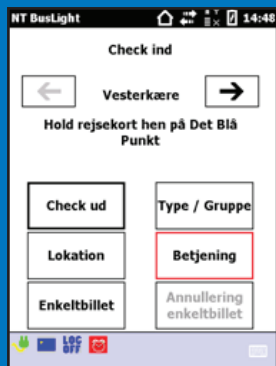 NT BusLight 14:48
Check ind
Vesterkære
Hold rejsekort hen på Det Blå
Punkt
Check ud
Type / Gruppe
Lokation
Betjening
Enkeltbillet
Annullering
enkeltbillet
LOG
OFF